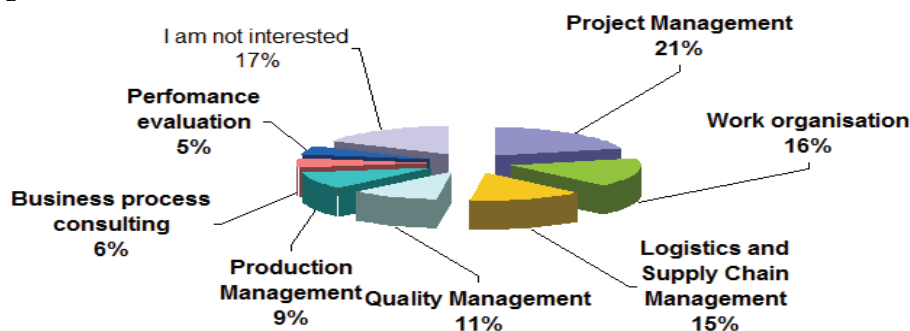 Project Management
21%
Work organisation
16%
Logistics and
Supply Chain
Management
15%
Quality Management
11%
Production
Management
9%
Business process
consulting
6%
Perfomance
evaluation
5%
I am not interested
17%